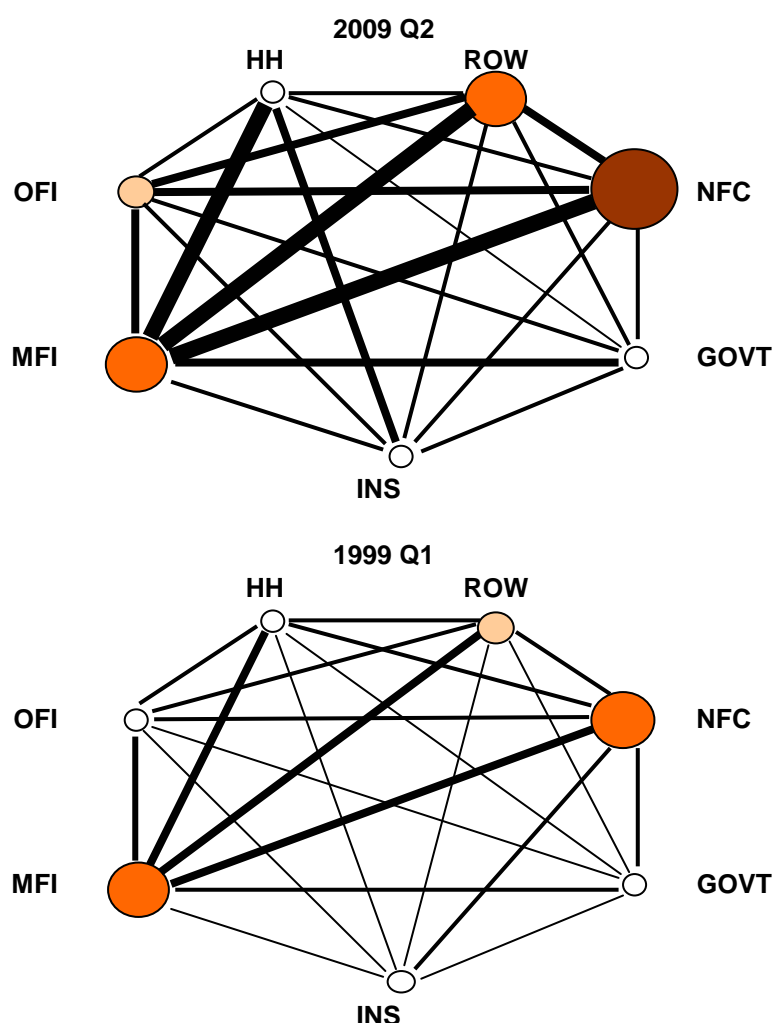 2009 Q2
HH ROW
OFI NFC
MFI GOVT
INS
1999 Q1
HH ROW
OFI NFC
MFI GOVT
INS